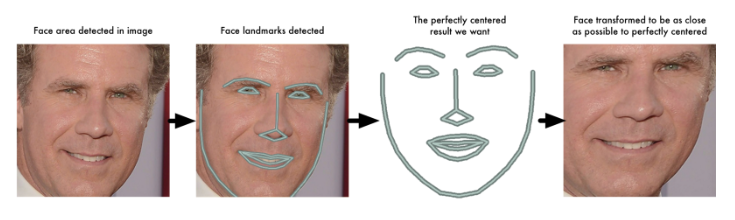 Face area detected in image
Face landmarks detected
The perfectly centered
result we want
Face transformed to be as close
as possible to perfectly centered